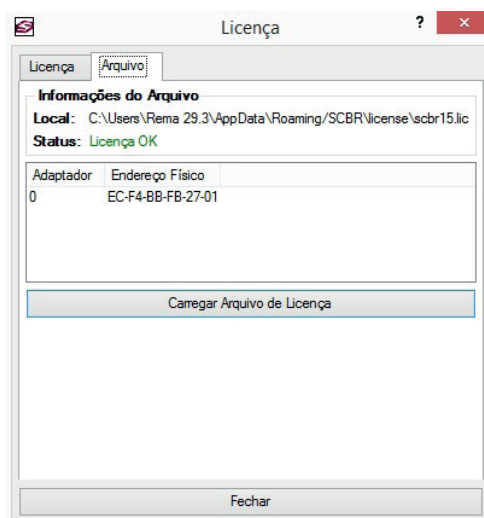 Licença
?
×
Licença Arquivo
Informações do Arquivo
Local: C:\Users\Rema 29.3\AppData\Roaming/SCBR\license\scbr15.lic
Status: Licença OK
Adaptador Endereço Físico
0 EC-F4-BB-FB-27-01
Carregar Arquivo de Licença
Fechar